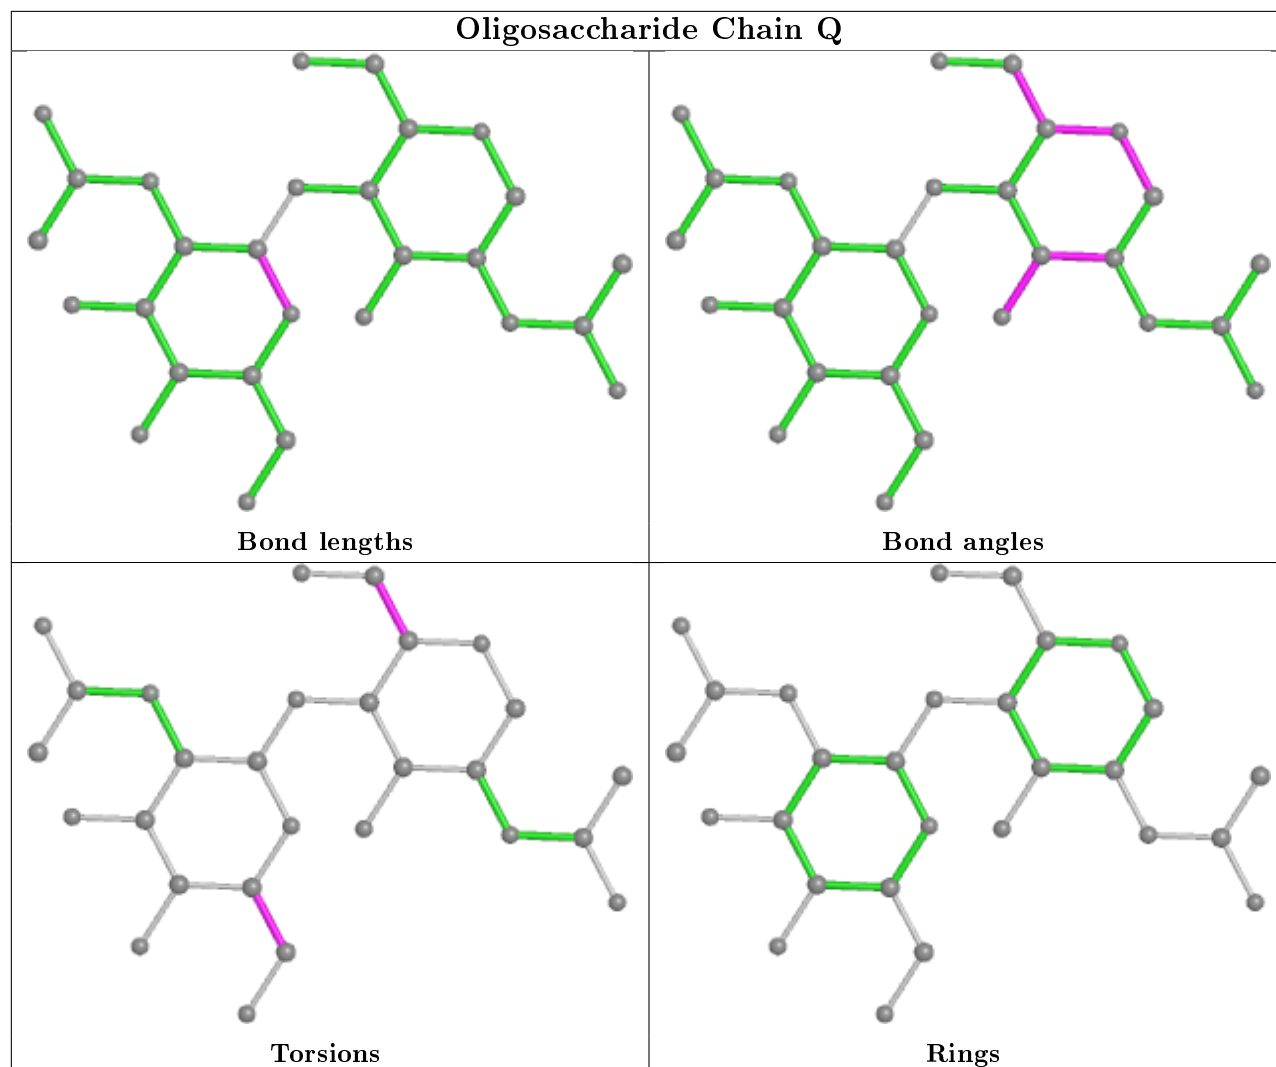 Oligosaccharide Chain Q
Bond lengths
Bond angles
Torsions
Rings